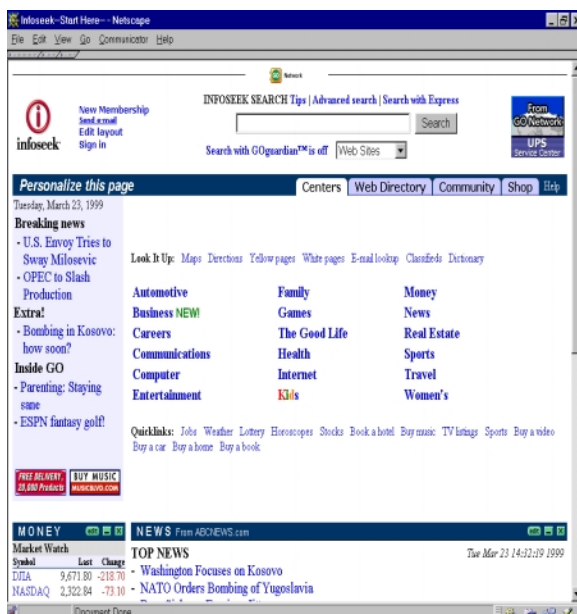 Infoseek--Start Here-- - Netscape
File Edit View Go Communicator Help
Network
infoseek
New Membership
Send e-mail
Edit layout
Sign in
INFOSEEK SEARCH Tips | Advanced search | Search with Express
Search
Search with GOguardian™ is off Web Sites
From
GO Network
UPS
Service Center
Personalize this page
Centers Web Directory Community Shop Help
Tuesday, March 23, 1999
Breaking news
- U.S. Envoy Tries to
Sway Milosevic
- OPEC to Slash
Production
Extra!
- Bombing in Kosovo:
how soon?
Inside GO
- Parenting: Staying
sane
- ESPN fantasy golf!
FREE DELIVERY,
BUY MUSIC
MUSICBLVD.COM
Look It Up: Maps Directions Yellow pages White pages E-mail lookup Classifieds Dictionary
Automotive Family Money
Business NEW! Games News
Careers The Good Life Real Estate
Communications Health Sports
Computer Internet Travel
Entertainment Kids Women's
Quicklinks: Jobs Weather Lottery Horoscopes Stocks Book a hotel Buy music TV listings Sports Buy a video
Buy a car Buy a home Buy a book
MONEY
Market Watch
Symbol Last Change
DJIA 9,671.80 -218.70
NASDAQ 2,322.84 -73.10
NEWS From ABCNEWS.com
TOP NEWS Tue Mar 23 14:32:19 1999
- Washington Focuses on Kosovo
- NATO Orders Bombing of Yugoslavia
Document Done